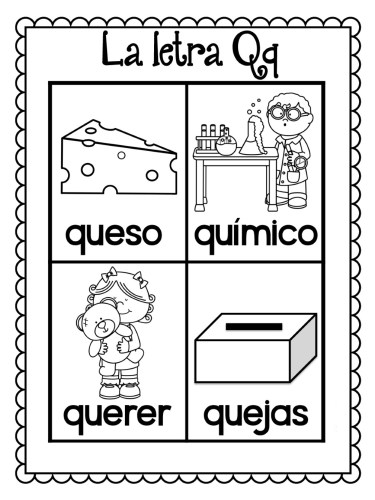 La letra Qq
queso
químico
querer
quejas